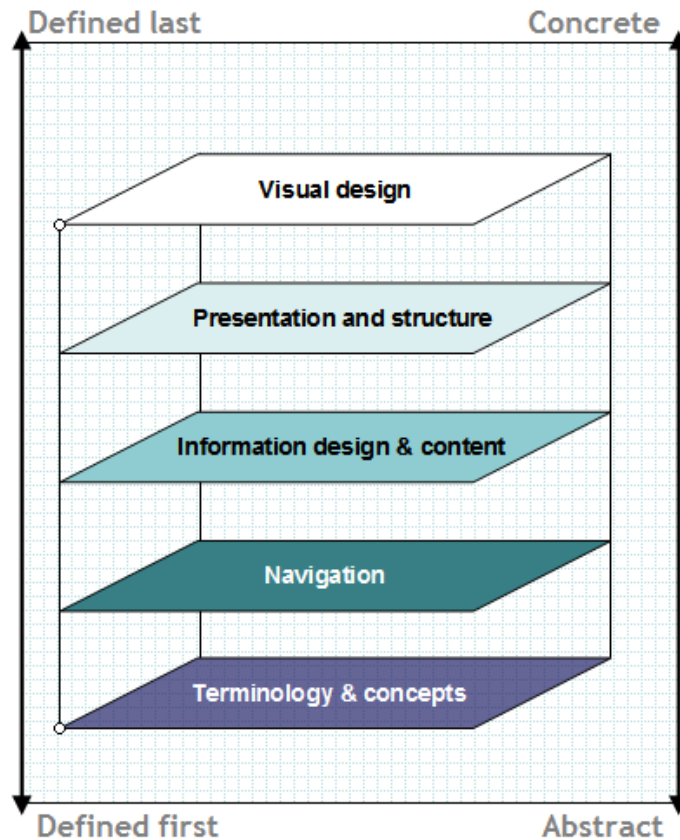 Defined last
Concrete
Visual design
Presentation and structure
Information design & content
Navigation
Terminology & concepts
Defined first
Abstract